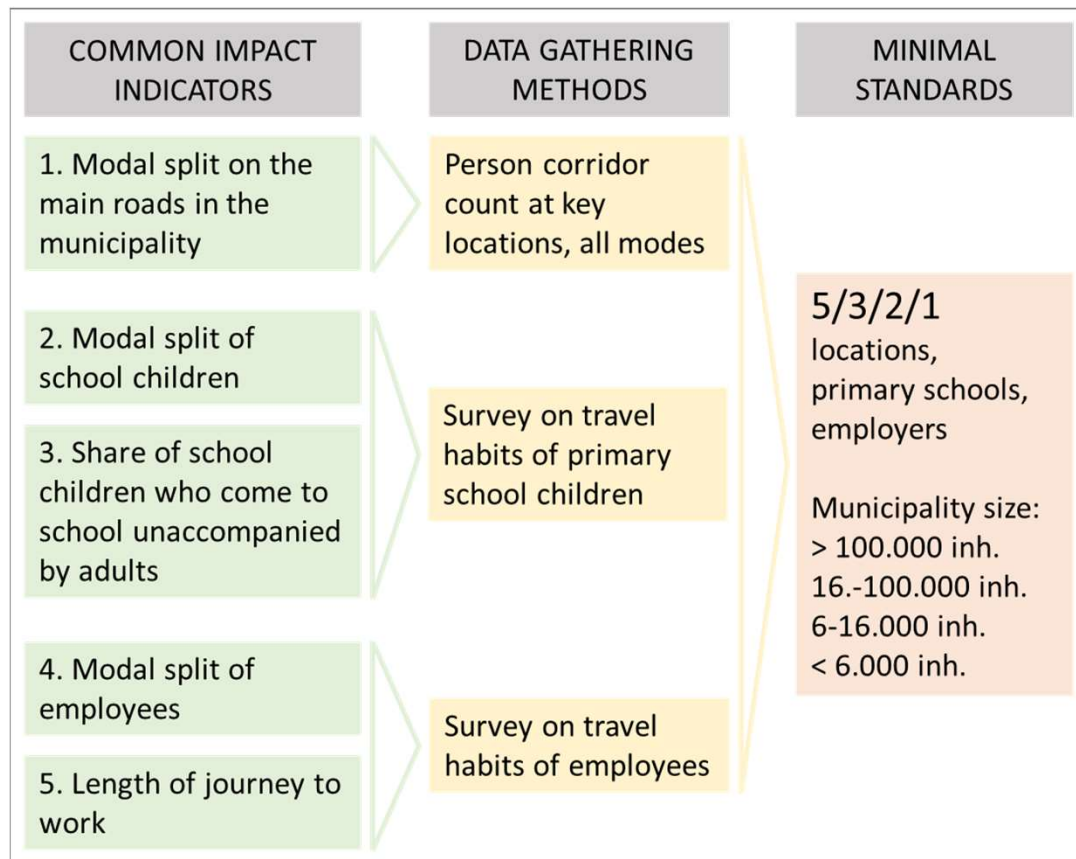 COMMON IMPACT
INDICATORS
DATA GATHERING
METHODS
MINIMAL
STANDARDS
1. Modal split on the
main roads in the
municipality
Person corridor
count at key
locations, all modes
2. Modal split of
school children
3. Share of school
children who come to
school unaccompanied
by adults
Survey on travel
habits of primary
school children
4. Modal split of
employees
5. Length of journey to
work
Survey on travel
habits of employees
5/3/2/1
locations,
primary schools,
employers
Municipality size:
> 100.000 inh.
16.-100.000 inh.
6-16.000 inh.
< 6.000 inh.